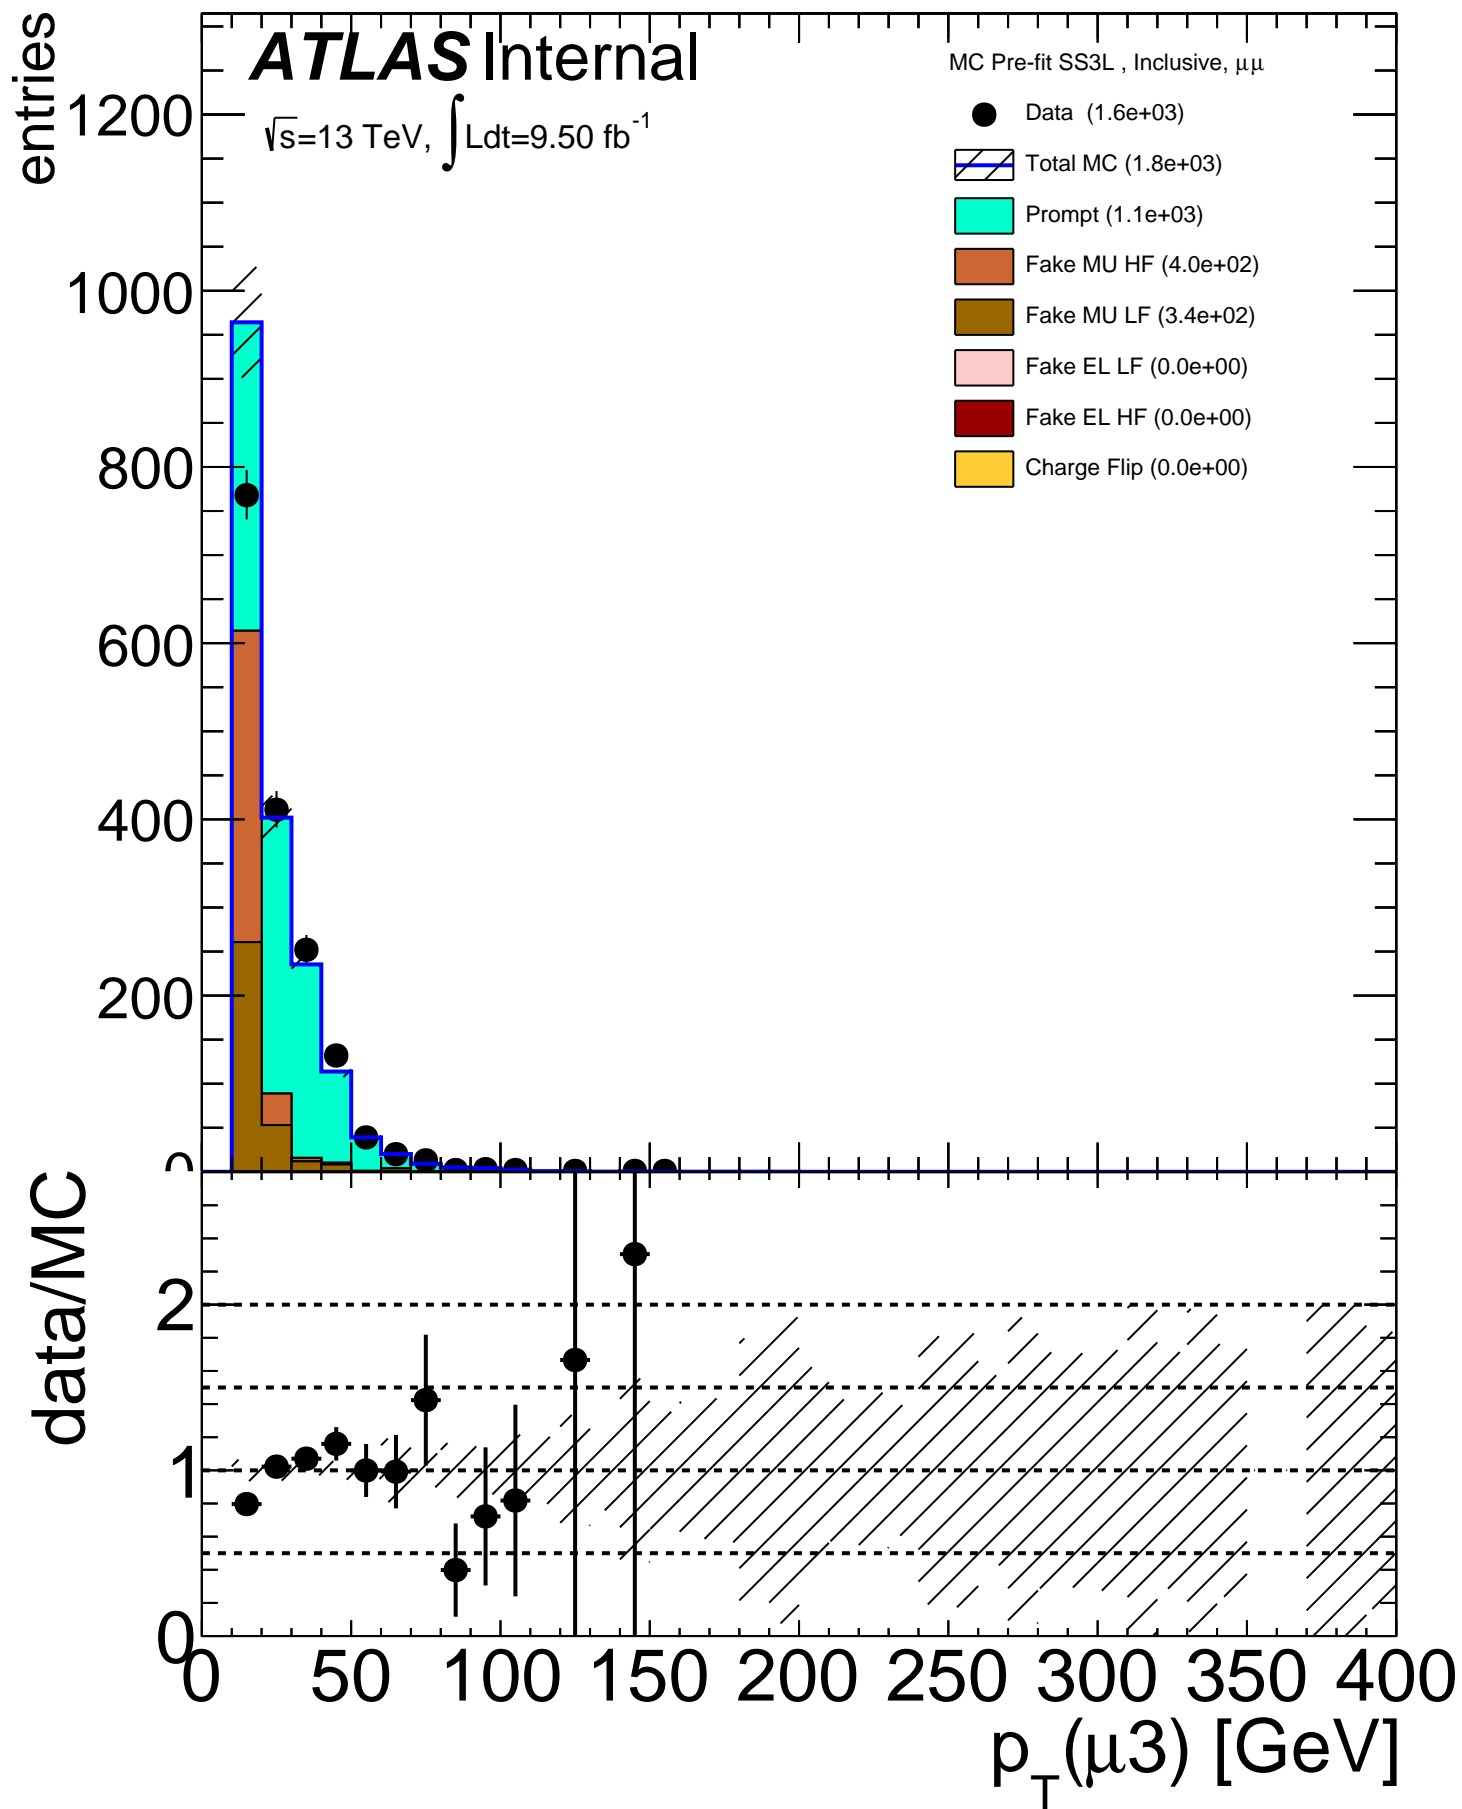 entries
ATLAS Internal
√s=13 TeV, ∫Ldt=9.50 fb⁻¹
MC Pre-fit SS3L , Inclusive, μμ
Data (1.6e+03)
Total MC (1.8e+03)
Prompt (1.1e+03)
Fake MU HF (4.0e+02)
Fake MU LF (3.4e+02)
Fake EL LF (0.0e+00)
Fake EL HF (0.0e+00)
Charge Flip (0.0e+00)
1200
1000
800
600
400
200
0
data/MC
2
1
0
0 50 100 150 200 250 300 350 400
p_T(μ3) [GeV]